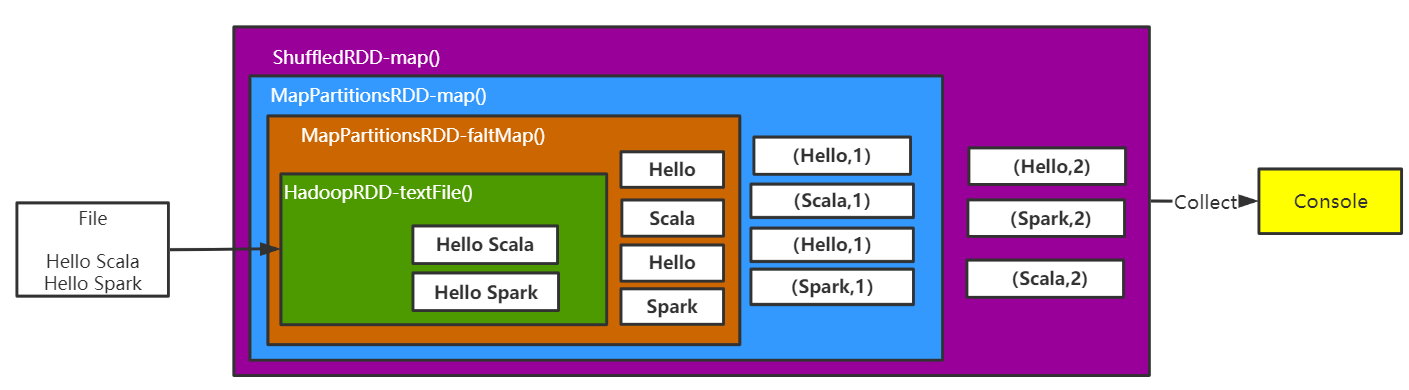 ShuffledRDD-map()
MapPartitionsRDD-map()
MapPartitionsRDD-faltMap()
HadoopRDD-textFile()
File
Hello Scala
Hello Spark
Hello Scala
Hello Spark
Hello
Scala
Hello
Spark
(Hello,1)
(Scala,1)
(Hello,1)
(Spark,1)
(Hello,2)
(Spark,2)
(Scala,2)
Collect
Console